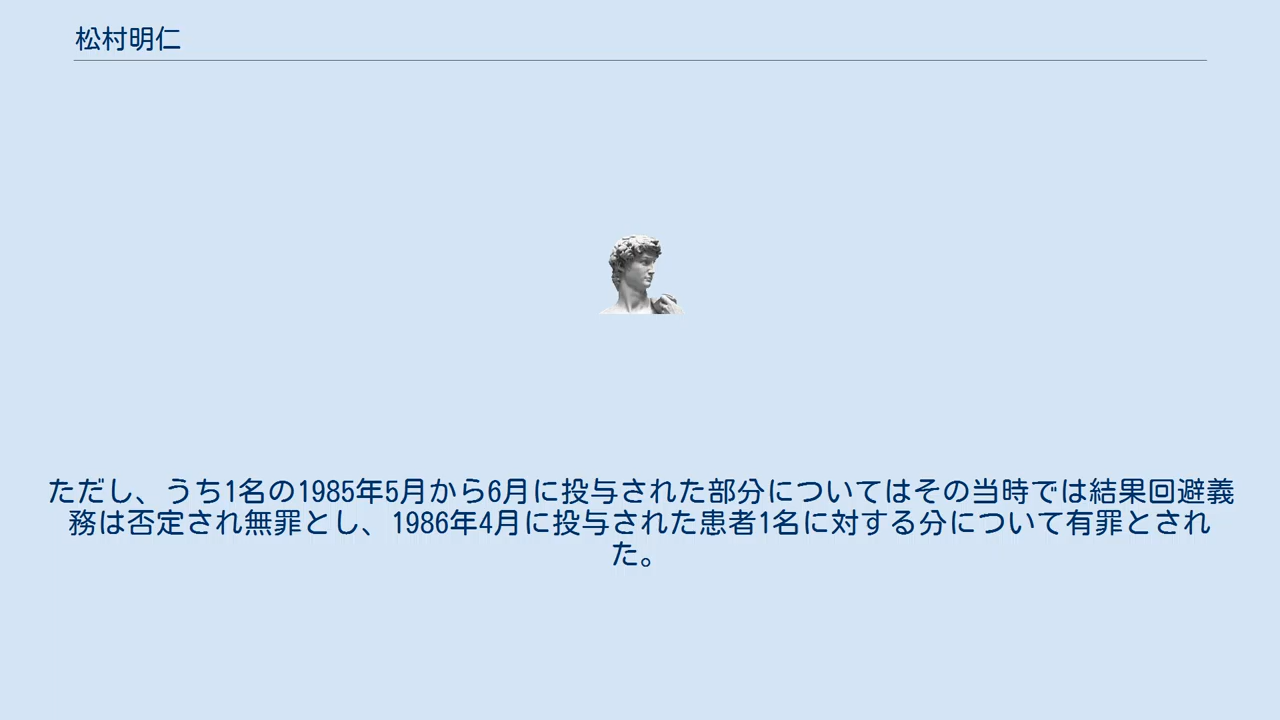 松村明仁
ただし、うち1名の1985年5月から6月に投与された部分についてはその当時では結果回避義
務は否定され無罪とし、1986年4月に投与された患者1名に対する分について有罪とされ
た。